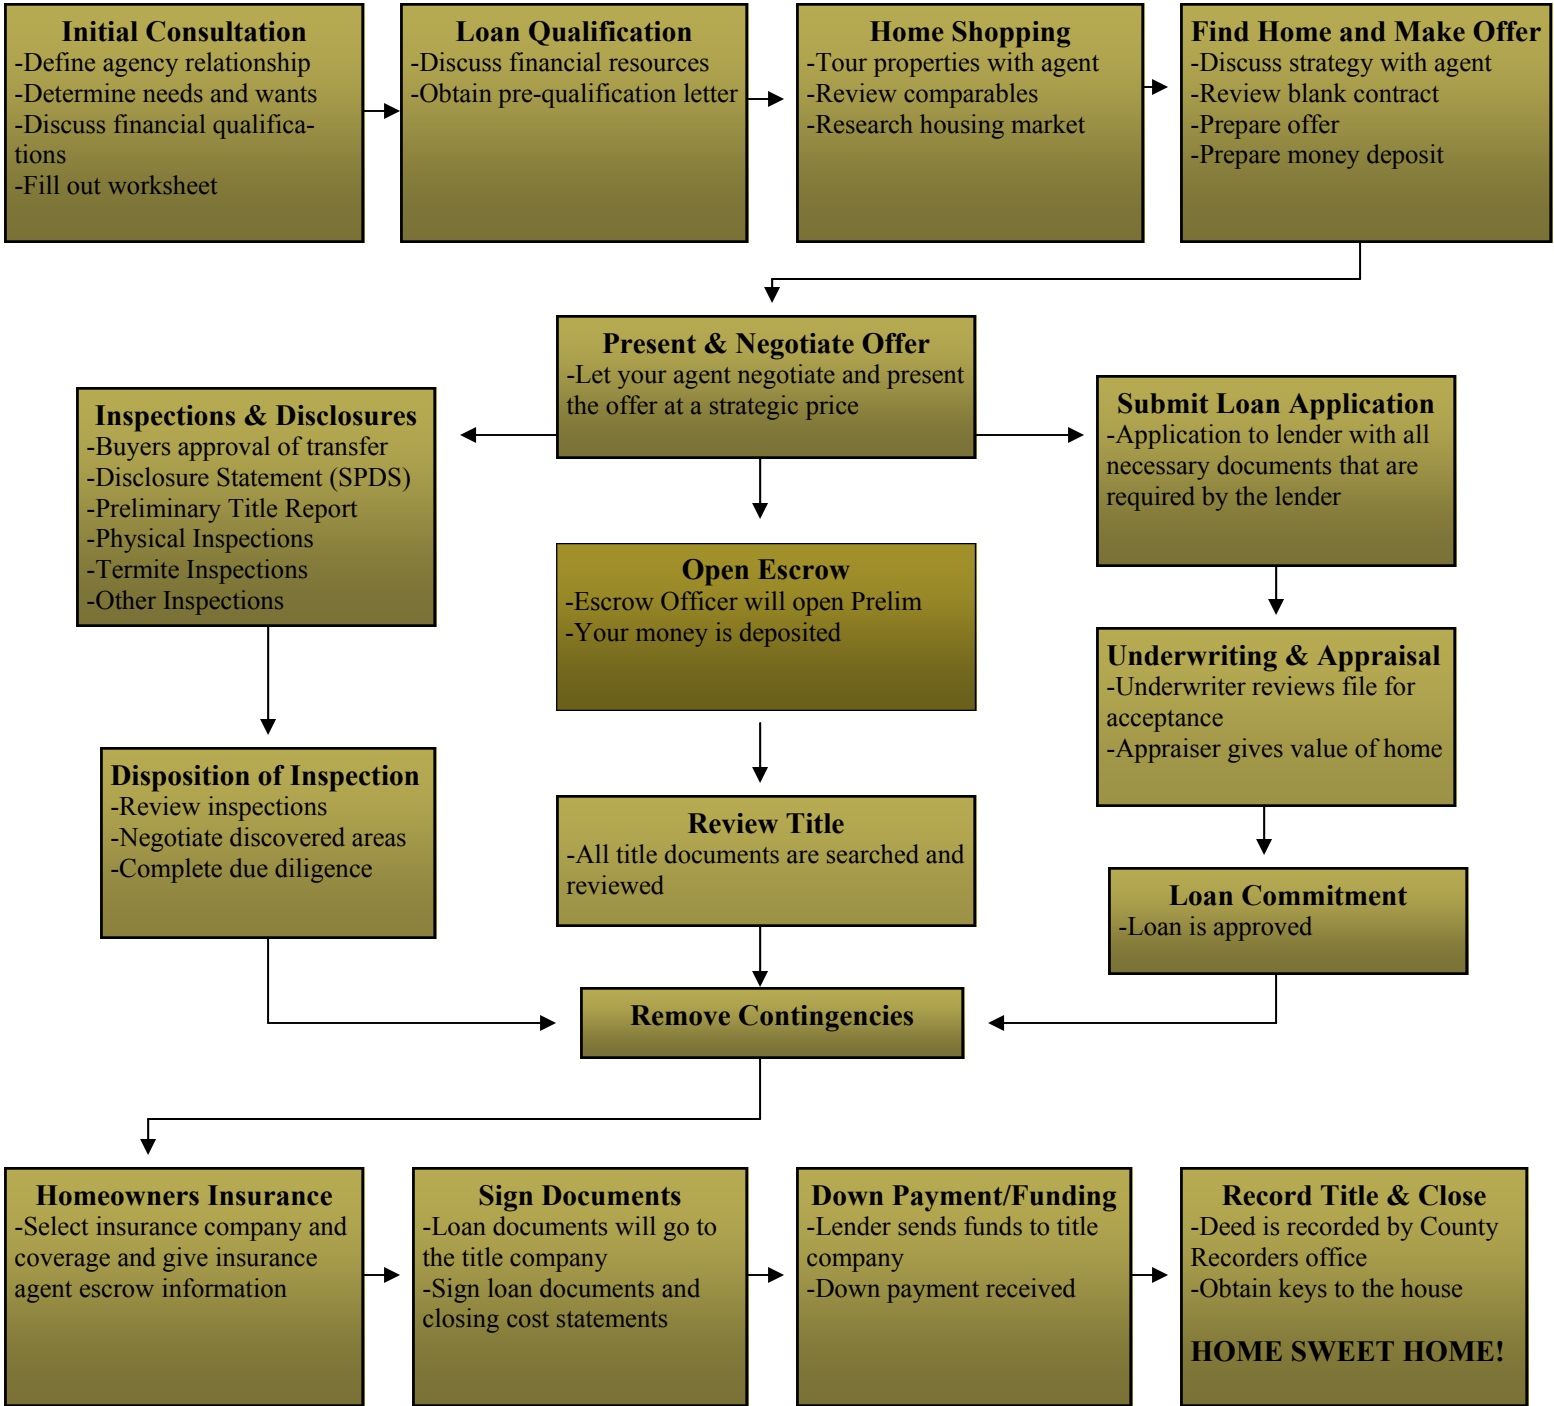 Initial Consultation
-Define agency relationship
-Determine needs and wants
-Discuss financial qualifica-
tions
-Fill out worksheet
Loan Qualification
-Discuss financial resources
-Obtain pre-qualification letter
Home Shopping
-Tour properties with agent
-Review comparables
-Research housing market
Find Home and Make Offer
-Discuss strategy with agent
-Review blank contract
-Prepare offer
-Prepare money deposit
Present & Negotiate Offer
-Let your agent negotiate and present
the offer at a strategic price
Inspections & Disclosures
-Buyers approval of transfer
-Disclosure Statement (SPDS)
-Preliminary Title Report
-Physical Inspections
-Termite Inspections
-Other Inspections
Submit Loan Application
-Application to lender with all
necessary documents that are
required by the lender
Open Escrow
-Escrow Officer will open Prelim
-Your money is deposited
Underwriting & Appraisal
-Underwriter reviews file for
acceptance
-Appraiser gives value of home
Disposition of Inspection
-Review inspections
-Negotiate discovered areas
-Complete due diligence
Review Title
-All title documents are searched and
reviewed
Loan Commitment
-Loan is approved
Remove Contingencies
Homeowners Insurance
-Select insurance company and
coverage and give insurance
agent escrow information
Sign Documents
-Loan documents will go to
the title company
-Sign loan documents and
closing cost statements
Down Payment/Funding
-Lender sends funds to title
company
-Down payment received
Record Title & Close
-Deed is recorded by County
Recorders office
-Obtain keys to the house
HOME SWEET HOME!